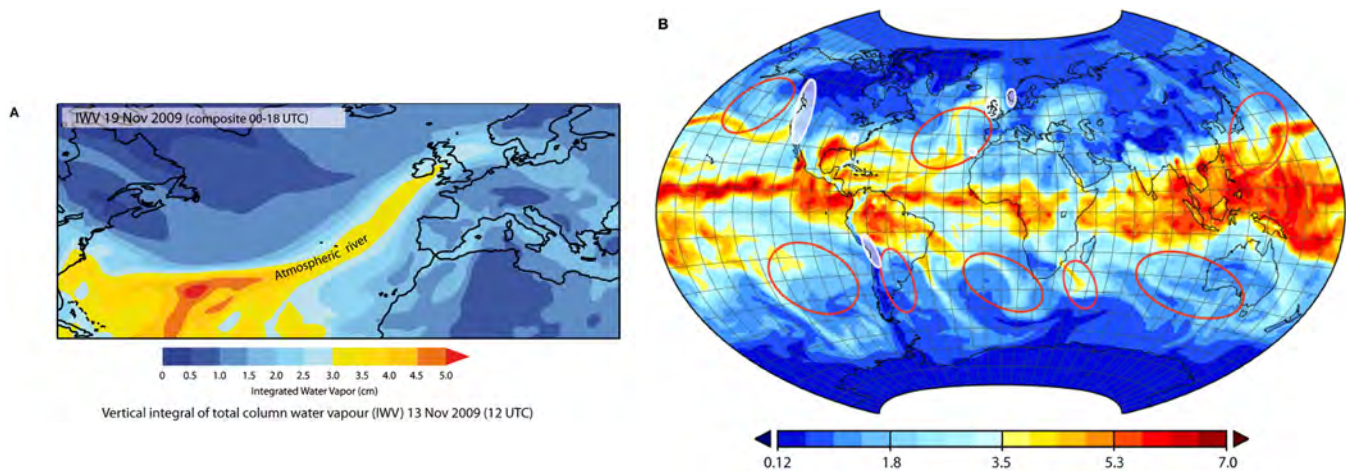 A
IWV 19 Nov 2009 (composite 00-18 UTC)
Atmospheric river
0 0.5 1.0 1.5 2.0 2.5 3.0 3.5 4.0 4.5 5.0
Integrated Water Vapor (cm)
Vertical integral of total column water vapour (IWV) 13 Nov 2009 (12 UTC)
B
0.12 1.8 3.5 5.3 7.0